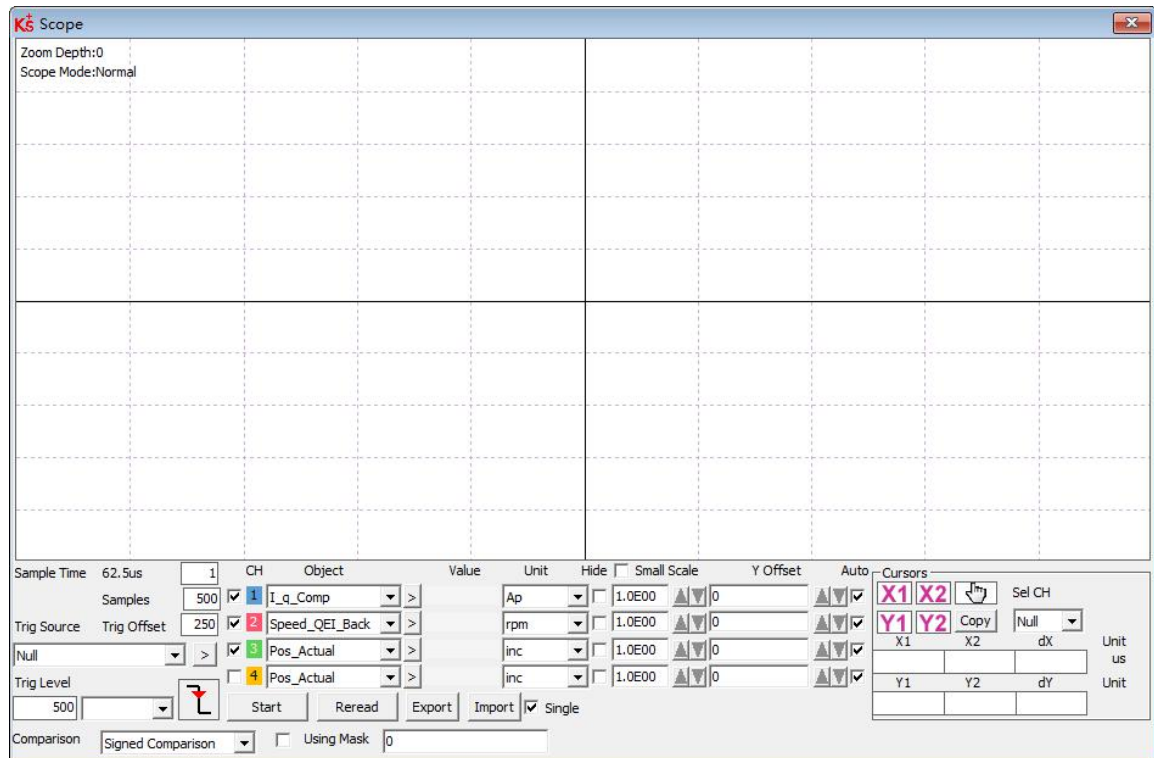 KS+ Scope
Zoom Depth:0
Scope Mode:Normal
Sample Time 62.5us 1 CH Object Value Unit Hide Small Scale Y Offset Auto Cursors
Samples 500 1 I_q_Comp > Ap 1.0E00 0 X1 X2 Sel CH
Trig Source Trig Offset 250 2 Speed_QEI_Back > rpm 1.0E00 0 Y1 Y2 Copy Null
Null > 3 Pos_Actual > inc 1.0E00 0 X1 X2 dX Unit
us
Trig Level 4 Pos_Actual > inc 1.0E00 0 Y1 Y2 dY Unit
500 Start Reread Export Import Single
Comparison Signed Comparison Using Mask 0